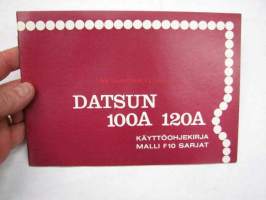 DATSUN
100A 120A
KÄYTTÖOHJEKIRJA
MALLI F10 SARJAT